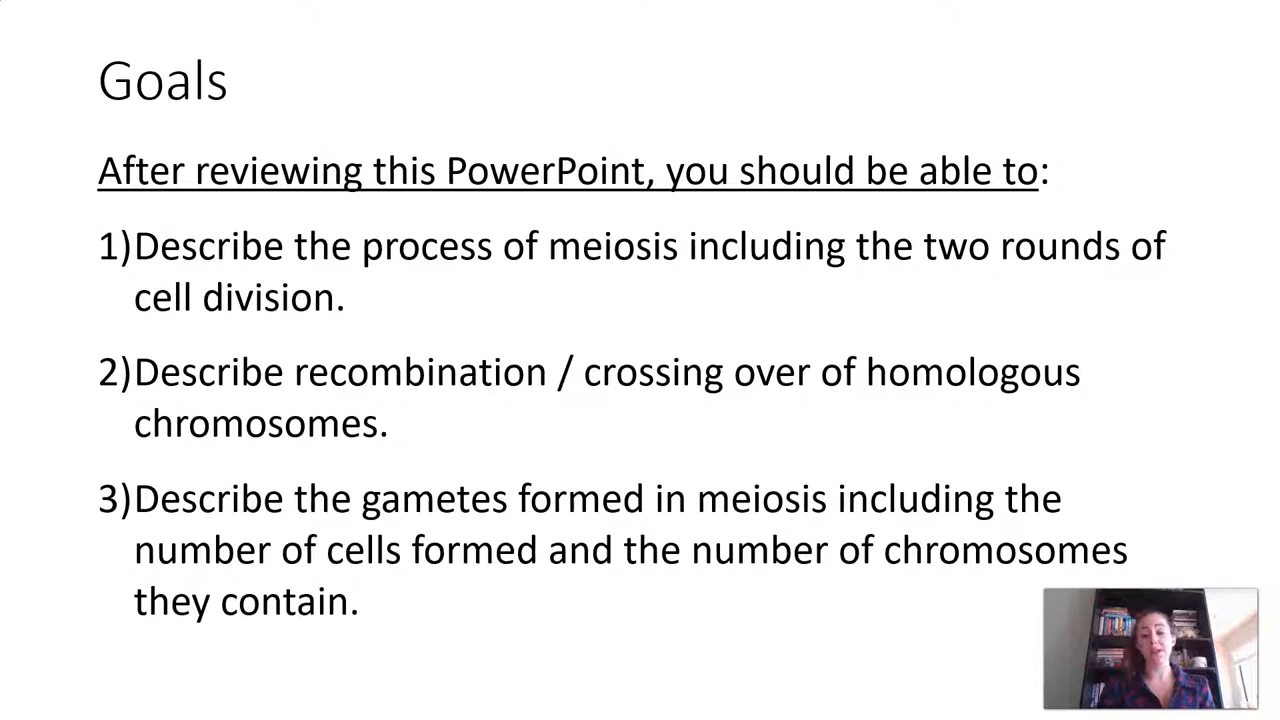 Goals
After reviewing this PowerPoint, you should be able to:
1)Describe the process of meiosis including the two rounds of
cell division.
2)Describe recombination / crossing over of homologous
chromosomes.
3)Describe the gametes formed in meiosis including the
number of cells formed and the number of chromosomes
they contain.